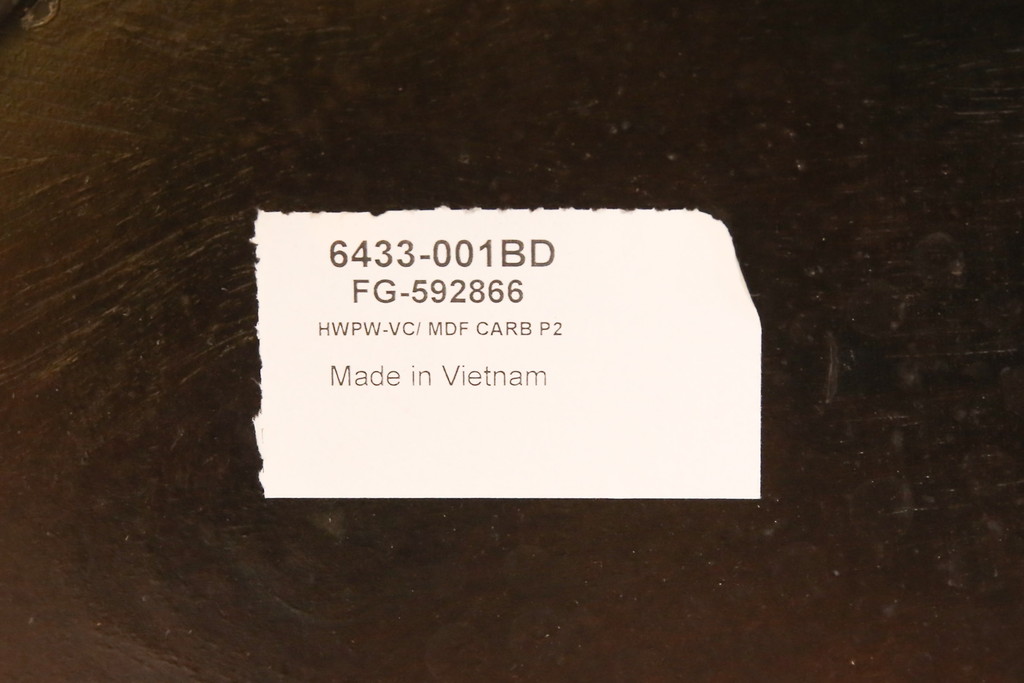 6433-001BD
FG-592866
HWPW-VC/ MDF CARB P2
Made in Vietnam